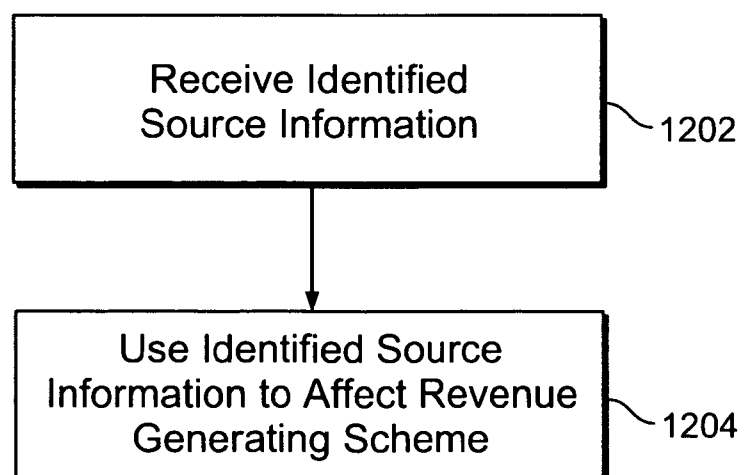 Receive Identified
Source Information
1202
Use Identified Source
Information to Affect Revenue
Generating Scheme
1204